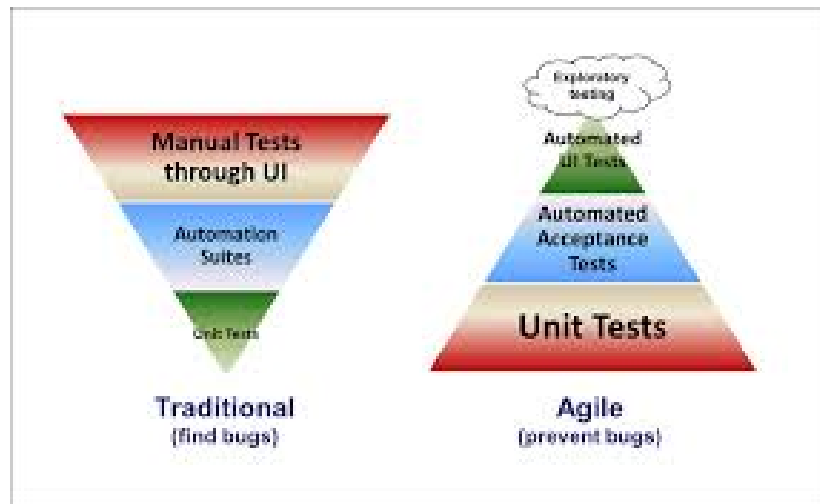 Manual Tests
through UI
Automation
Suites
Unit Tests
Traditional
(find bugs)
Exploratory
testing
Automated
UI Tests
Automated
Acceptance
Tests
Unit Tests
Agile
(prevent bugs)